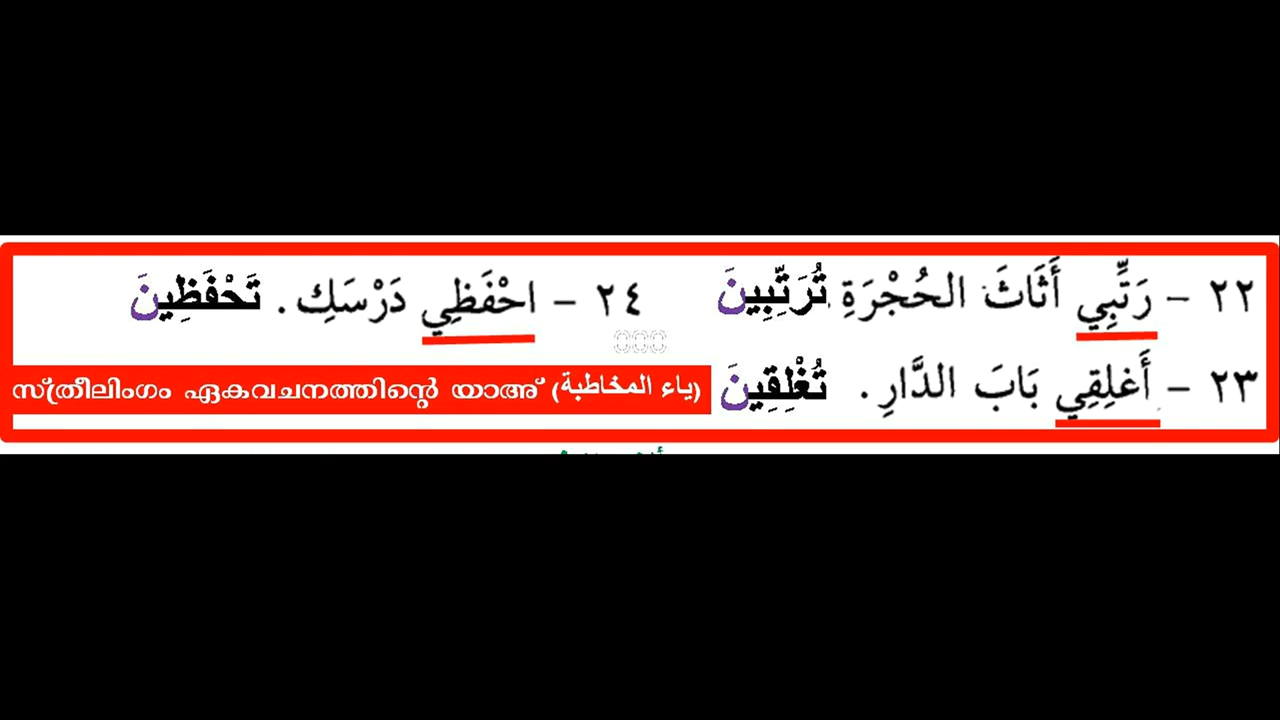 ٢٢ – رَتِّبِي أَثَاثَ الحُجْرَةِ تُرَتِّبِينَ
٢٤ – احْفَظِي دَرْسَكِ . تَحْفَظِينَ
٢٣ – أَغلِقِي بَابَ الدَّارِ . تُغْلِقِينَ
സ്ത്രീലിംഗം ഏകവചനത്തിന്റെ യാഅ് (ياء المخاطبة)